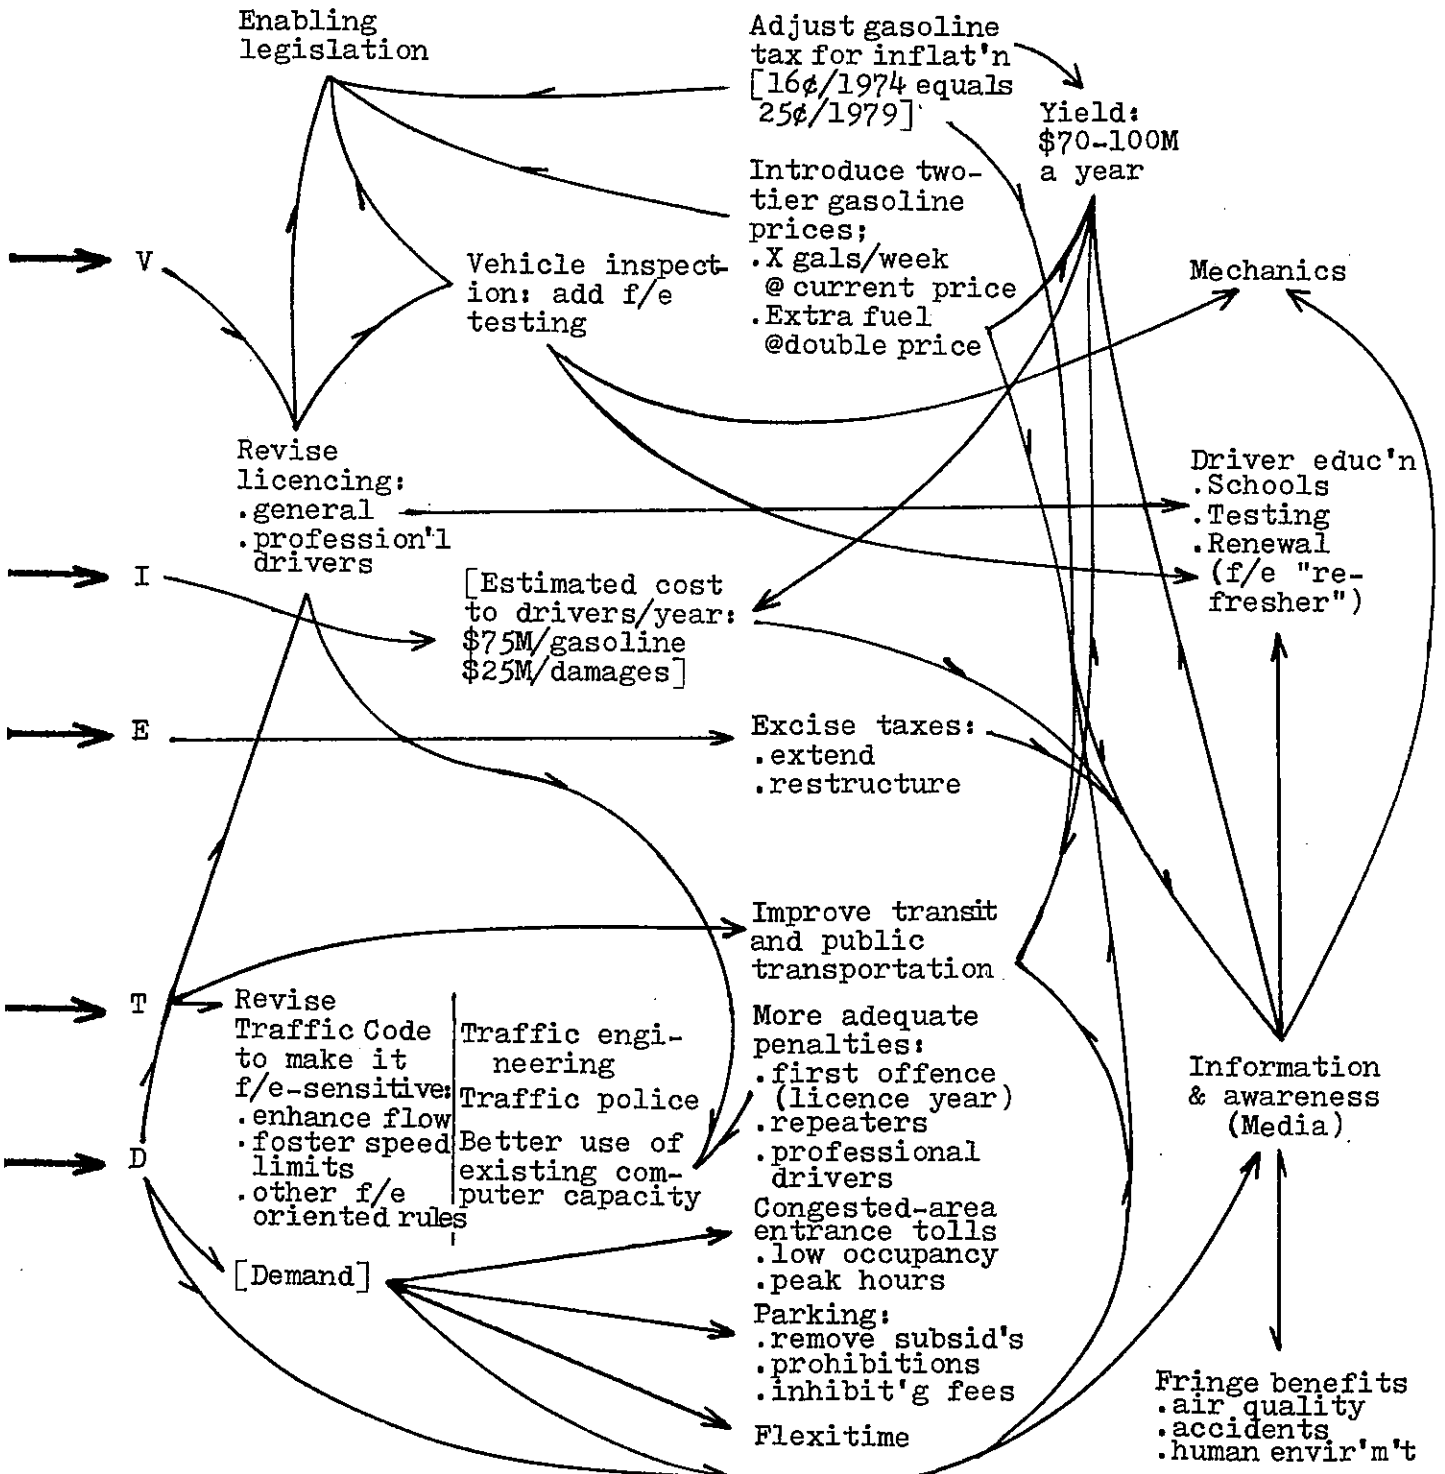 Enabling
legislation
Adjust gasoline
tax for inflat'n
[16¢/1974 equals
25¢/1979]
Yield:
$70-100M
a year
Introduce two-
tier gasoline
prices;
.X gals/week
@ current price
.Extra fuel
@double price
V
Vehicle inspect-
ion: add f/e
testing
Mechanics
Revise
licencing:
.general
.profession'l
drivers
Driver educ'n
.Schools
.Testing
.Renewal
(f/e "re-
fresher")
I
[Estimated cost
to drivers/year:
$75M/gasoline
$25M/damages]
E
Excise taxes:
.extend
.restructure
Improve transit
and public
transportation
T
Revise
Traffic Code
to make it
f/e-sensitive:
.enhance flow
.foster speed
limits
.other f/e
oriented rules
Traffic engi-
neering
Traffic police
Better use of
existing com-
puter capacity
More adequate
penalties:
.first offence
(licence year)
.repeaters
.professional
drivers
Information
& awareness
(Media)
D
[Demand]
Congested-area
entrance tolls
.low occupancy
.peak hours
Parking:
.remove subsid's
.prohibitions
.inhibit'g fees
Flexitime
Fringe benefits
.air quality
.accidents
.human envir'm't